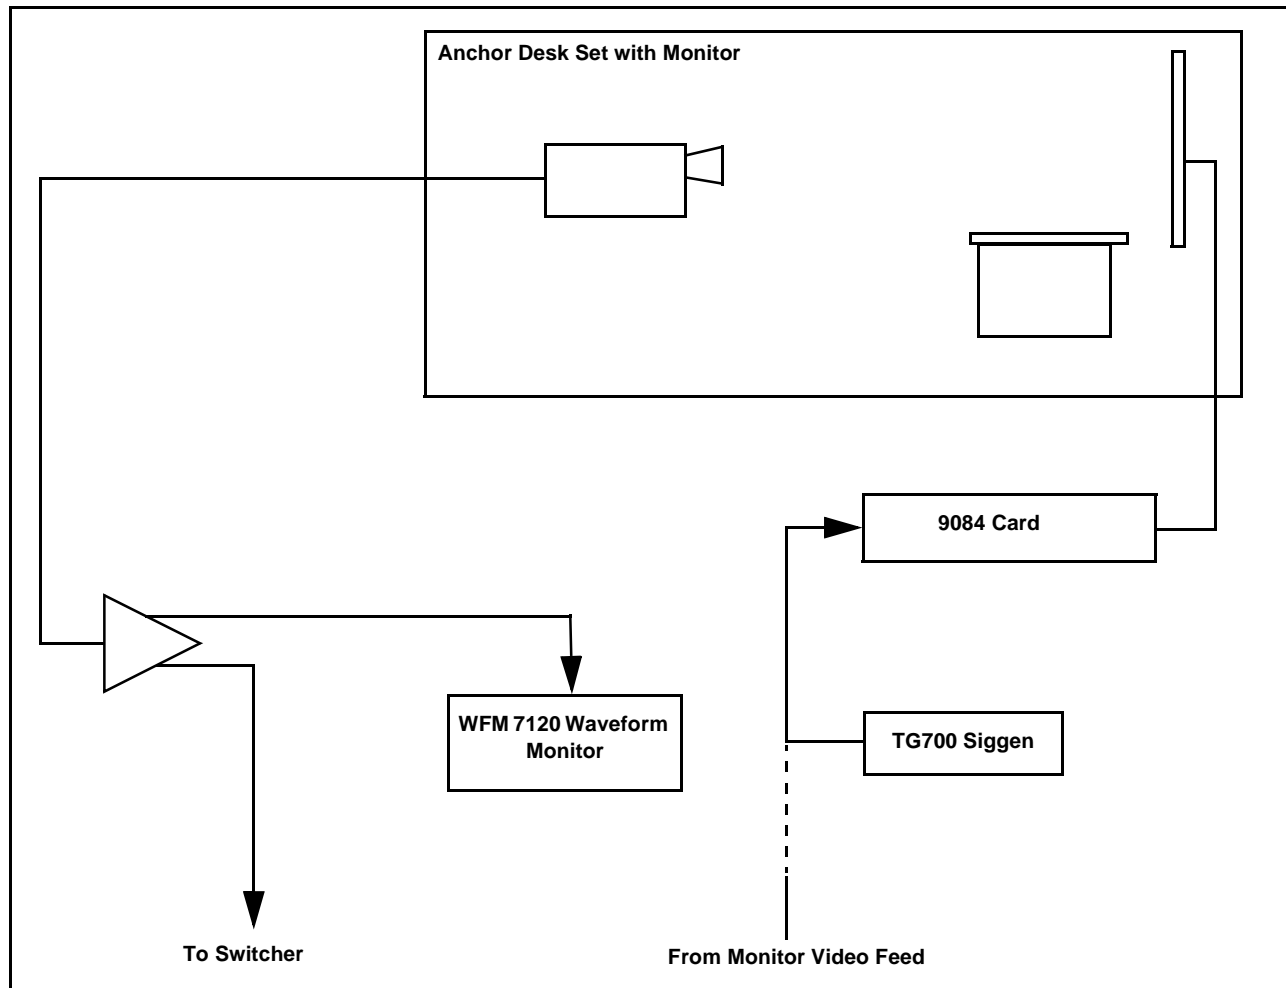 Anchor Desk Set with Monitor
9084 Card
WFM 7120 Waveform
Monitor
TG700 Siggen
To Switcher
From Monitor Video Feed